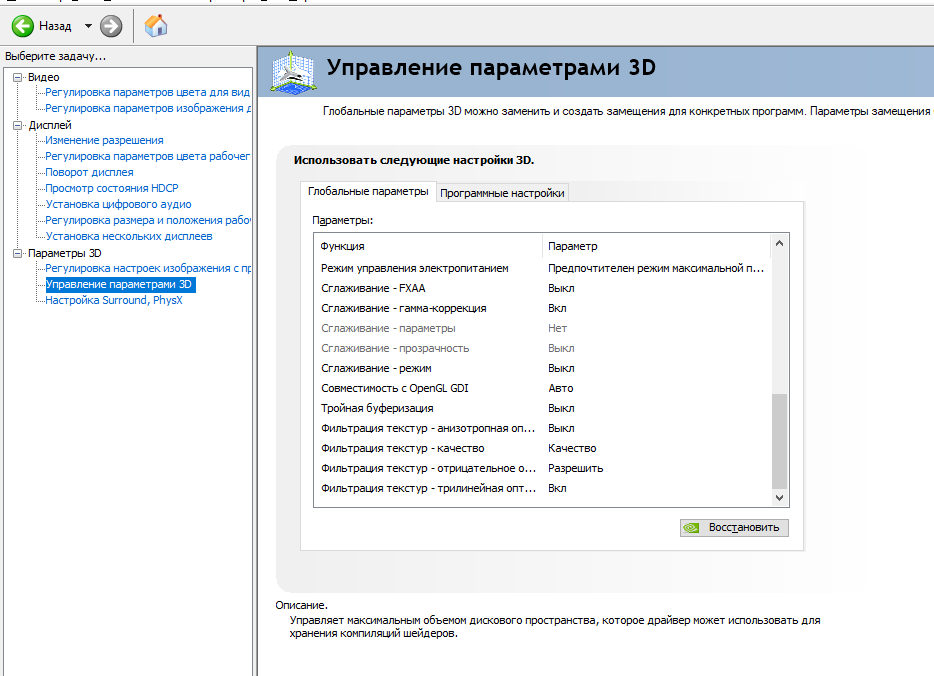 Назад
Выберите задачу...
Видео
Регулировка параметров цвета для вид
Регулировка параметров изображения д
Дисплей
Изменение разрешения
Регулировка параметров цвета рабочег
Поворот дисплея
Просмотр состояния HDCP
Установка цифрового аудио
Регулировка размера и положения рабо
Установка нескольких дисплеев
Параметры 3D
Регулировка настроек изображения с пр
Управление параметрами 3D
Настройка Surround, PhysX
Управление параметрами 3D
Глобальные параметры 3D можно заменить и создать замещения для конкретных программ. Параметры замещения
Использовать следующие настройки 3D.
Глобальные параметры Программные настройки
Параметры:
Функция Параметр
Режим управления электропитанием Предпочтителен режим максимальной п...
Сглаживание - FXAA Выкл
Сглаживание - гамма-коррекция Вкл
Сглаживание - параметры Нет
Сглаживание - прозрачность Выкл
Сглаживание - режим Выкл
Совместимость с OpenGL GDI Авто
Тройная буферизация Выкл
Фильтрация текстур - анизотропная оп... Выкл
Фильтрация текстур - качество Качество
Фильтрация текстур - отрицательное о... Разрешить
Фильтрация текстур - трилинейная опт... Вкл
Восстановить
Описание.
Управляет максимальным объемом дискового пространства, которое драйвер может использовать для
хранения компиляций шейдеров.